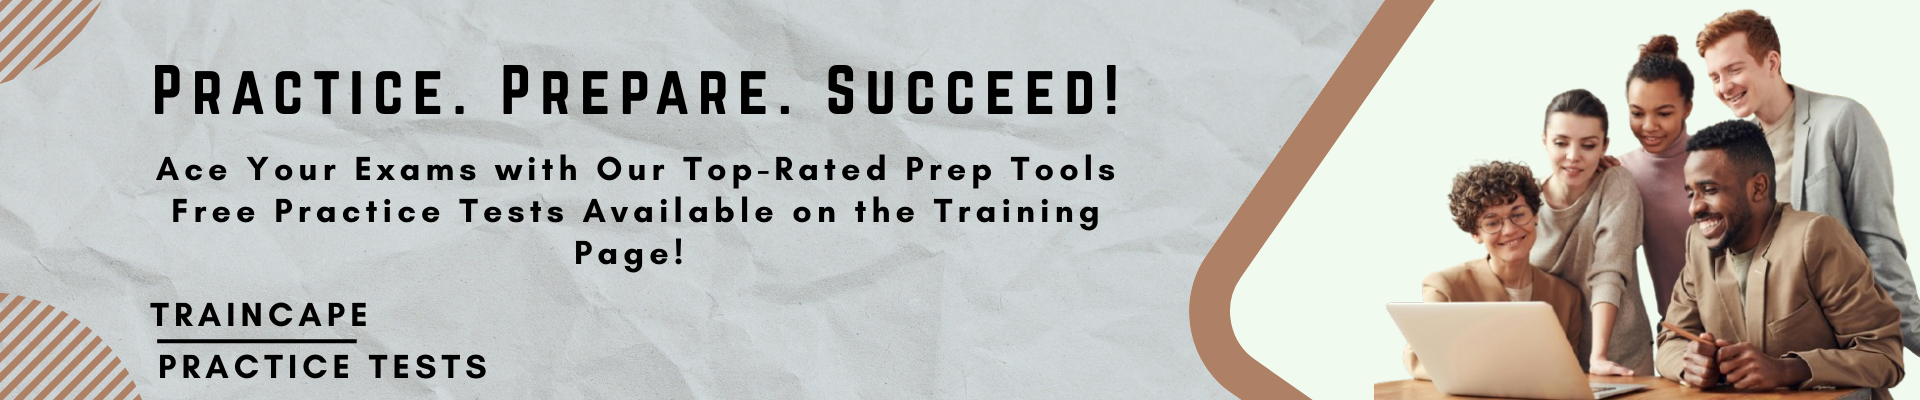 Practice. Prepare. Succeed!
Ace Your Exams with Our Top-Rated Prep Tools
Free Practice Tests Available on the Training
Page!
TRAINCAPE
PRACTICE TESTS